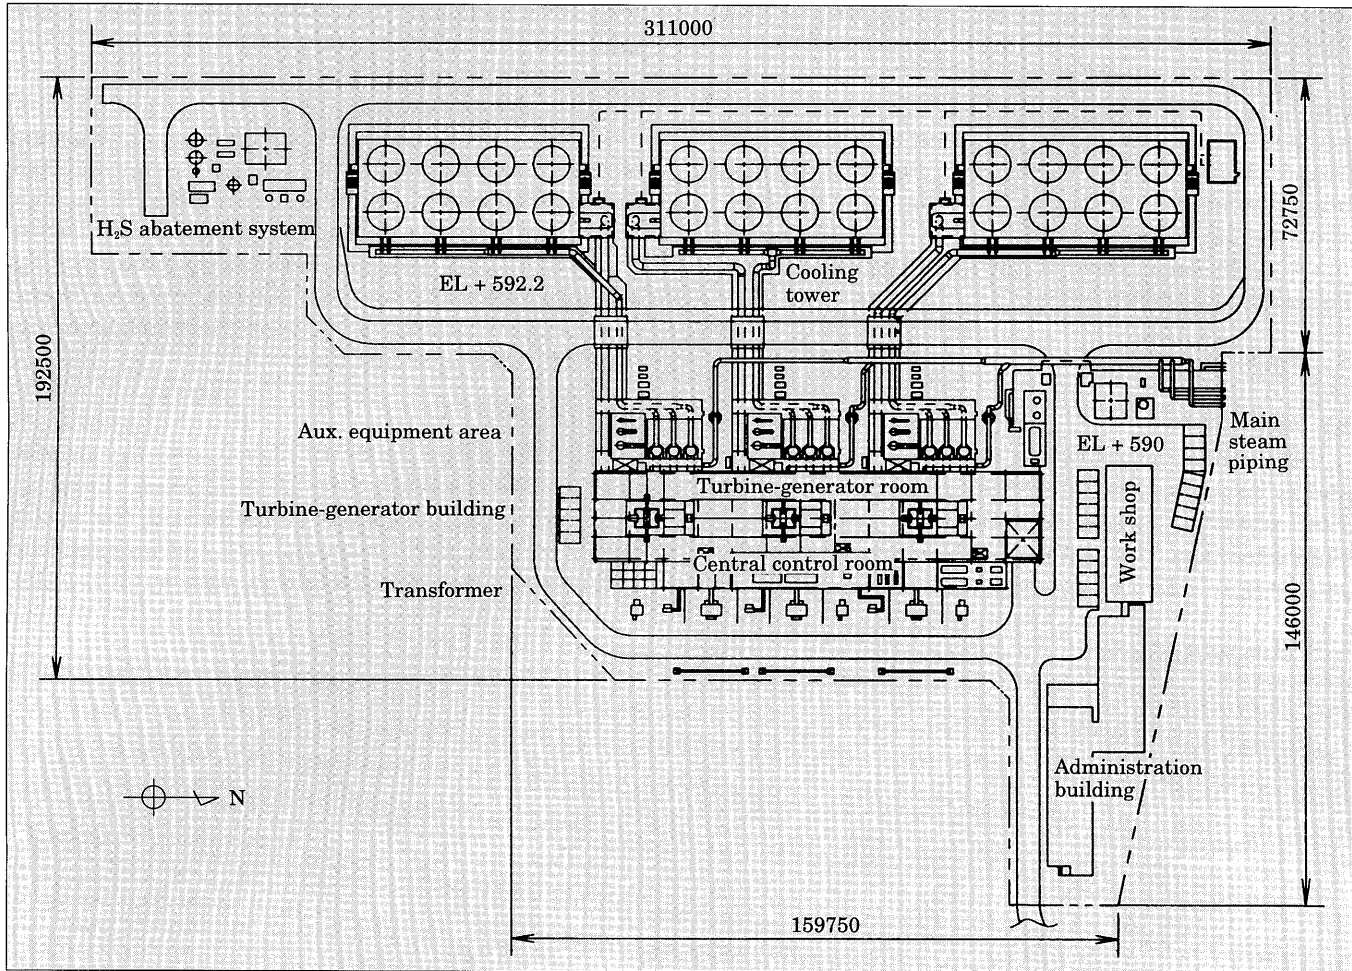 311000
72750
H₂S abatement system
Cooling
tower
EL + 592.2
192500
Main
steam
piping
Aux. equipment area
EL + 590
Turbine-generator room
Turbine-generator building
Work shop
Central control room
Transformer
146000
Administration
building
N
159750